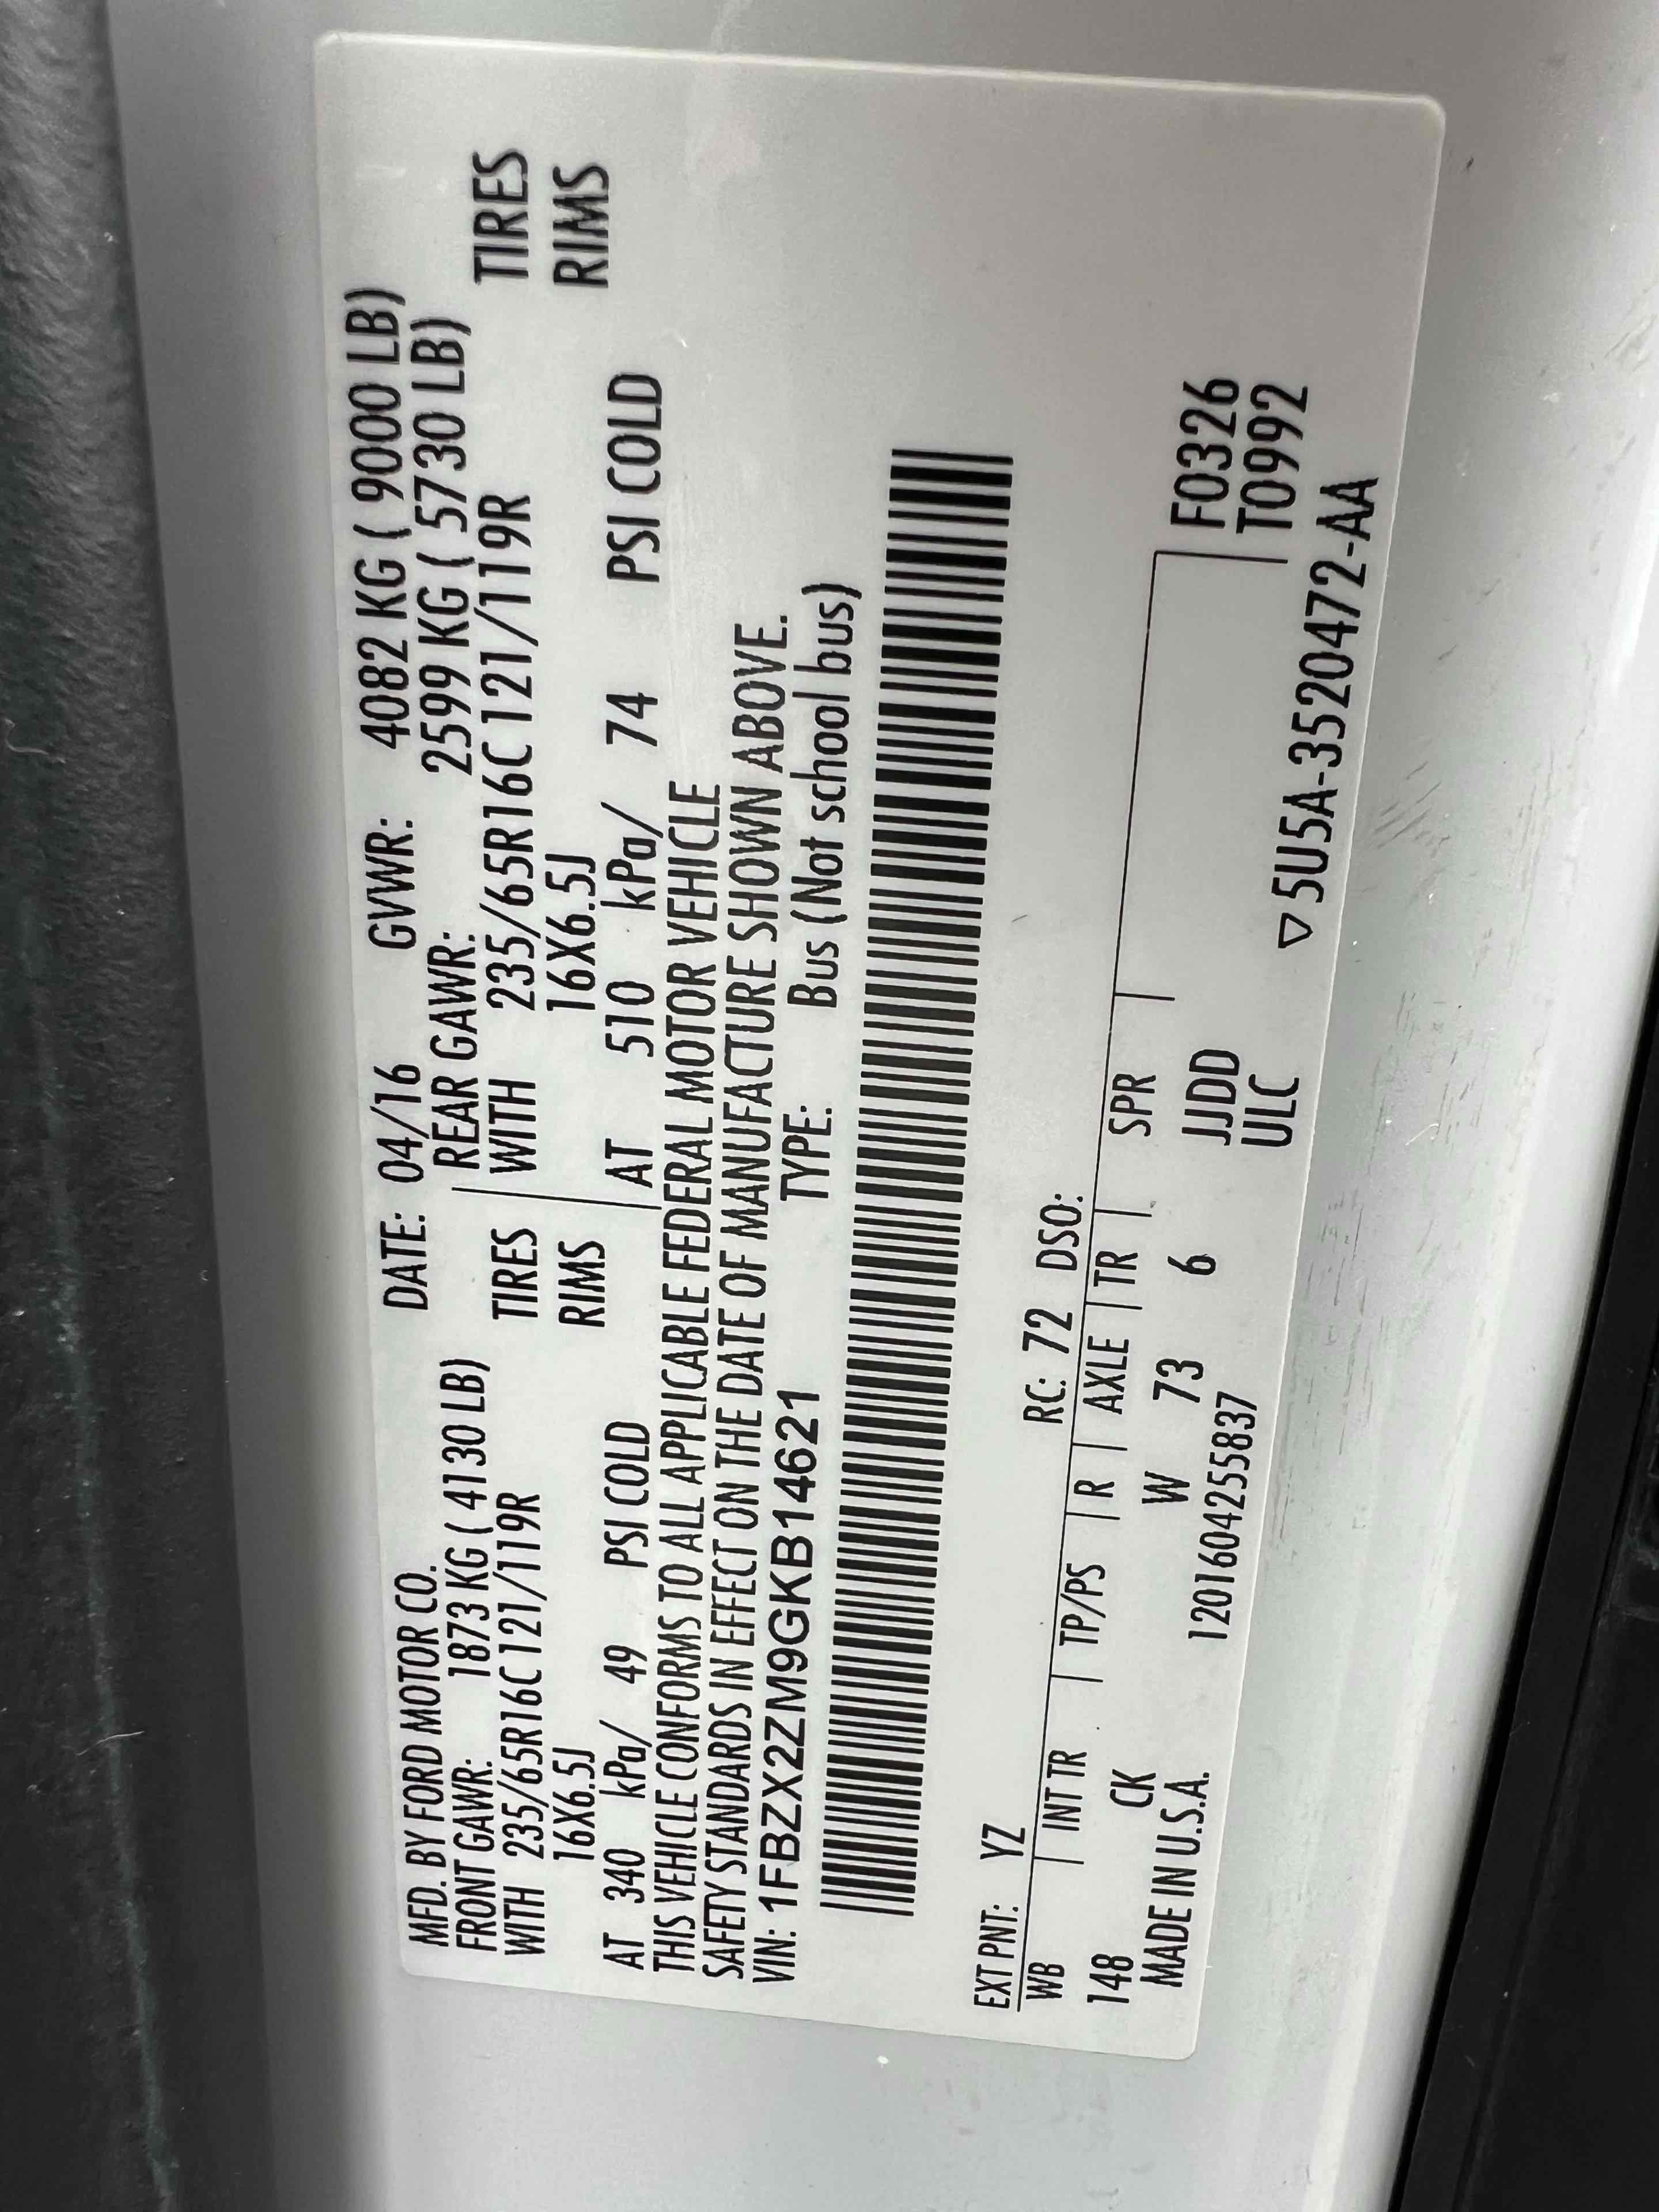 MFD. BY FORD MOTOR CO. DATE: 04/16 GVWR: 4082 KG ( 9000 LB)
FRONT GAWR: 1873 KG ( 4130 LB) REAR GAWR: 2599 KG ( 5730 LB)
WITH 235/65R16C 121/119R TIRES WITH 235/65R16C 121/119R TIRES
16X6.5J RIMS 16X6.5J RIMS
AT 340 kPa/ 49 PSI COLD AT 510 kPa/ 74 PSI COLD
THIS VEHICLE CONFORMS TO ALL APPLICABLE FEDERAL MOTOR VEHICLE
SAFETY STANDARDS IN EFFECT ON THE DATE OF MANUFACTURE SHOWN ABOVE.
VIN: 1FBZX2ZM9GKB14621 TYPE: Bus (Not school bus)
EXT PNT: YZ RC: 72 DSO:
WB INT TR TP/PS R AXLE TR SPR
148 CK W 73 6 JJDD F0326
MADE IN U.S.A. 120160425583​7 ULC T0992
▽5U5A-3520472-AA